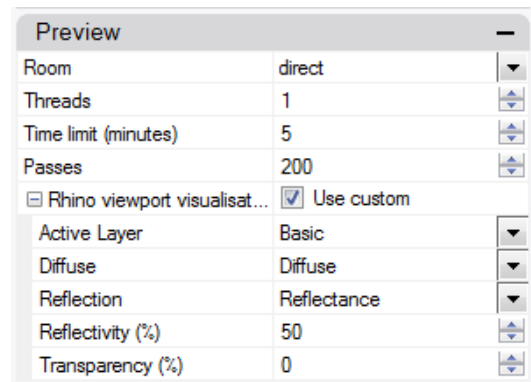 Preview
Room direct
Threads 1
Time limit (minutes) 5
Passes 200
Rhino viewport visualisat... Use custom
Active Layer Basic
Diffuse Diffuse
Reflection Reflectance
Reflectivity (%) 50
Transparency (%) 0